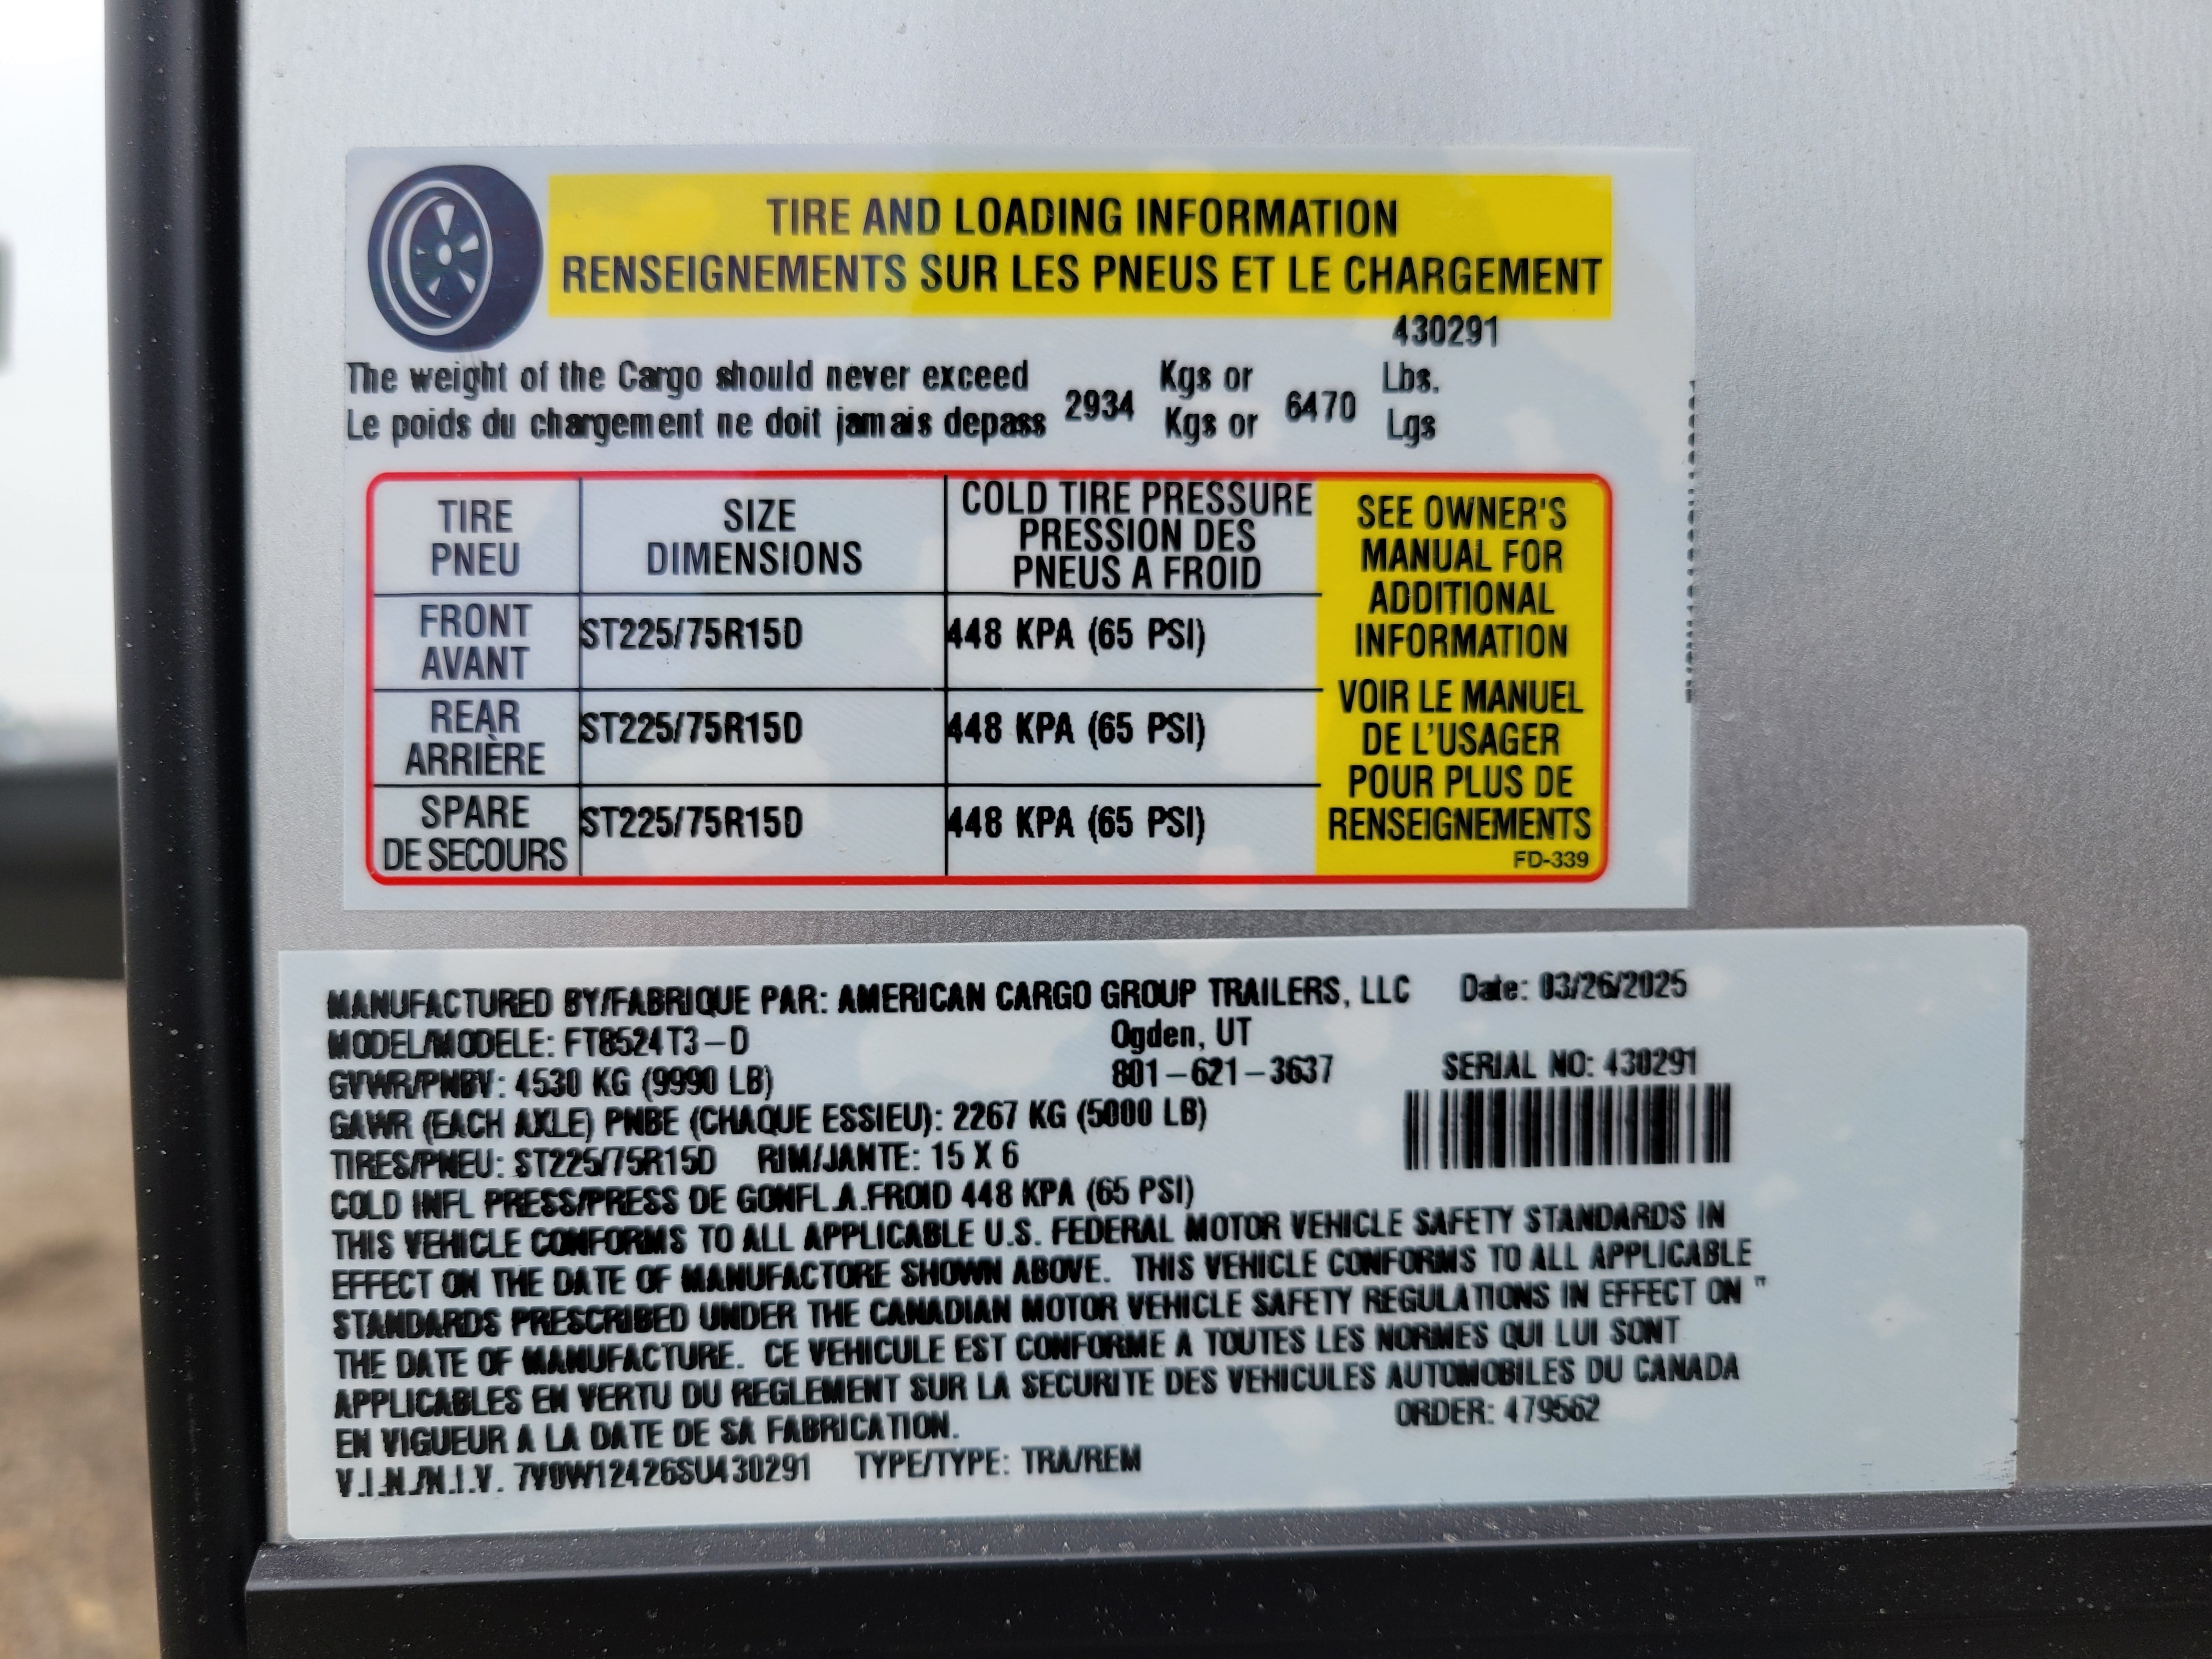 TIRE AND LOADING INFORMATION
RENSEIGNEMENTS SUR LES PNEUS ET LE CHARGEMENT
430291
The weight of the Cargo should never exceed 2934 Kgs or 6470 Lbs.
Le poids du chargement ne doit jamais depass Kgs or Lgs
TIRE SIZE COLD TIRE PRESSURE
PNEU DIMENSIONS PRESSION DES
PNEUS A FROID
FRONT ST225/75R15D 448 KPA (65 PSI)
AVANT
REAR ST225/75R15D 448 KPA (65 PSI)
ARRIÈRE
SPARE ST225/75R15D 448 KPA (65 PSI)
DE SECOURS
SEE OWNER'S
MANUAL FOR
ADDITIONAL
INFORMATION
VOIR LE MANUEL
DE L'USAGER
POUR PLUS DE
RENSEIGNEMENTS
FD-339
MANUFACTURED BY/FABRIQUE PAR: AMERICAN CARGO GROUP TRAILERS, LLC Date: 03/26/2025
MODEL/MODELE: FT8524T3-D Ogden, UT
GVWR/PNBV: 4530 KG (9990 LB) 801-621-3637 SERIAL NO: 430291
GAWR (EACH AXLE) PNBE (CHAQUE ESSIEU): 2267 KG (5000 LB)
TIRES/PNEU: ST225/75R15D RIM/JANTE: 15 X 6
COLD INFL PRESS/PRESS DE GONFL.A.FROID 448 KPA (65 PSI)
THIS VEHICLE CONFORMS TO ALL APPLICABLE U.S. FEDERAL MOTOR VEHICLE SAFETY STANDARDS IN
EFFECT ON THE DATE OF MANUFACTORE SHOWN ABOVE. THIS VEHICLE CONFORMS TO ALL APPLICABLE
STANDARDS PRESCRIBED UNDER THE CANADIAN MOTOR VEHICLE SAFETY REGULATIONS IN EFFECT ON "
THE DATE OF MANUFACTURE. CE VEHICULE EST CONFORME A TOUTES LES NORMES QUI LUI SONT
APPLICABLES EN VERTU DU REGLEMENT SUR LA SECURITE DES VEHICULES AUTOMOBILES DU CANADA
EN VIGUEUR A LA DATE DE SA FABRICATION. ORDER: 479562
V.I.N./N.I.V. 7V0W12426SU430291 TYPE/TYPE: TRA/REM